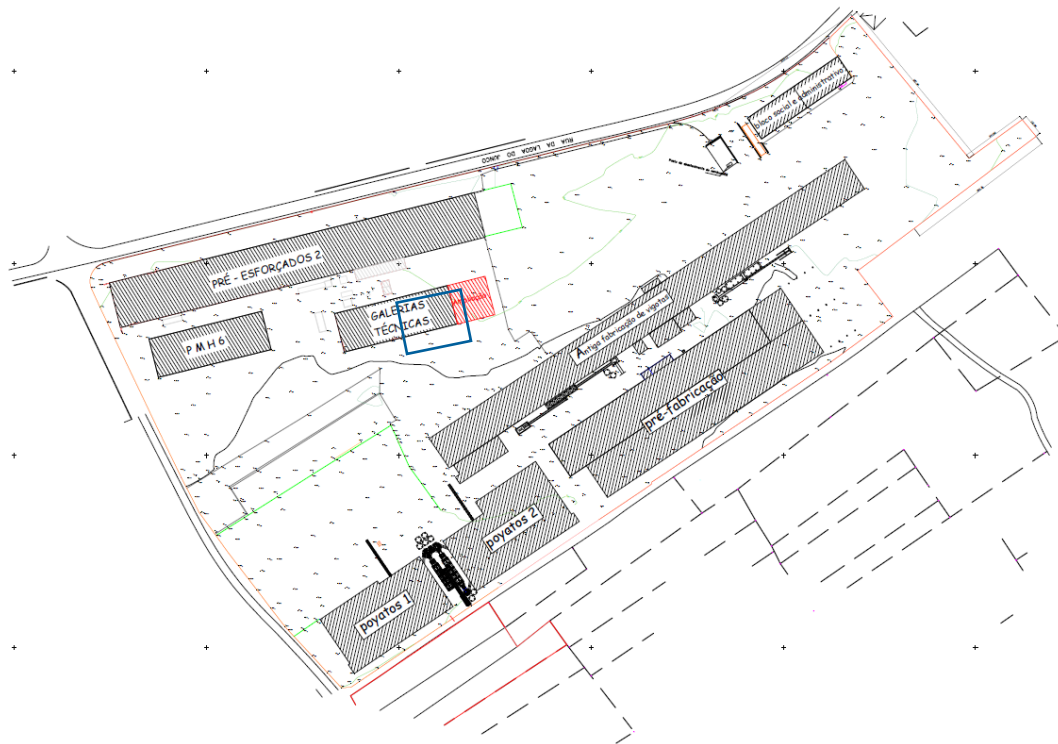 bloco social e administrativo
RUA DA LAGOA DO JUNCO
PRÉ - ESFORÇADOS 2
Ampliação
GALERIAS
TÉCNICAS
P M H 6
Antiga fabricação de vigotas
pré-fabricação
poyatos 2
poyatos 1